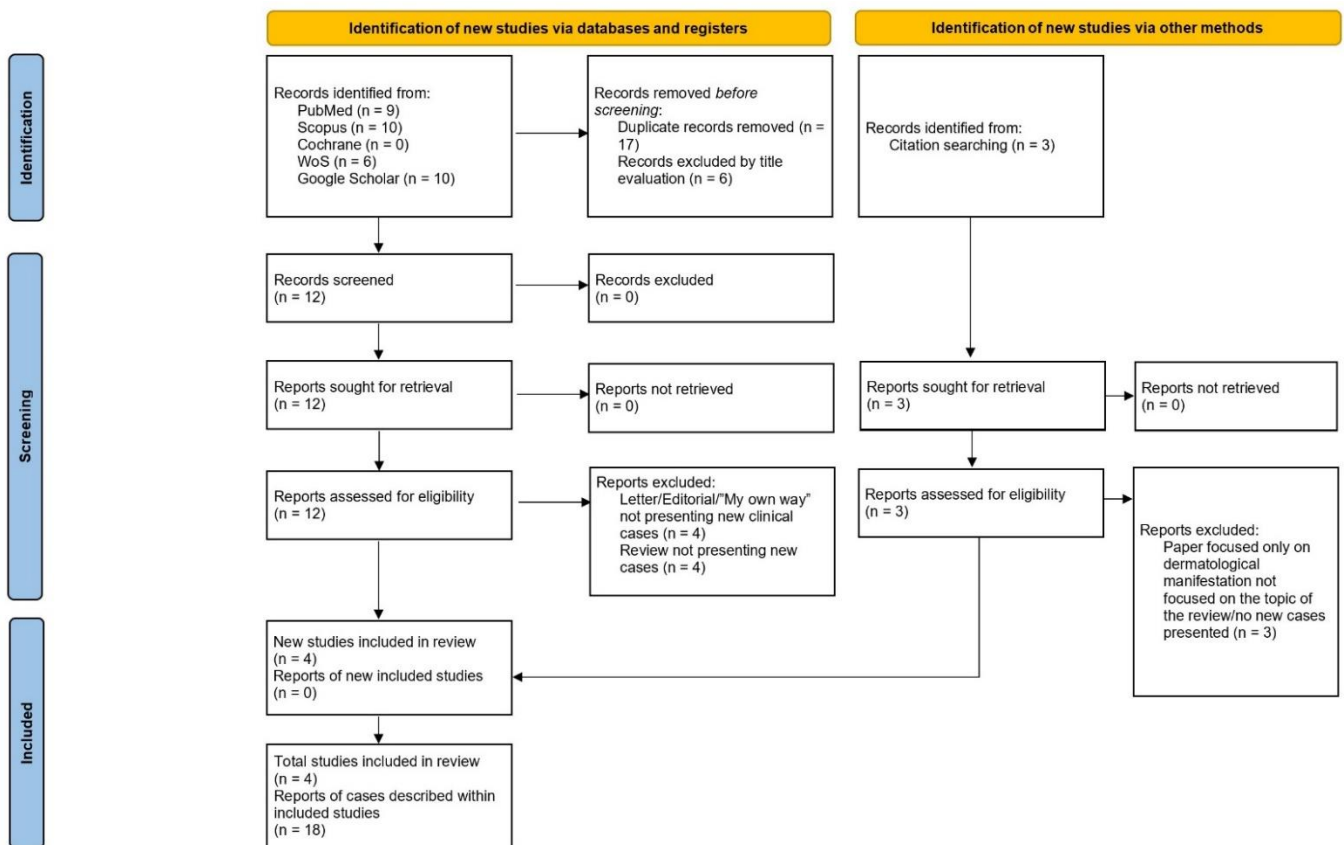 Identification of new studies via databases and registers
Identification of new studies via other methods
Identification
Records identified from:
PubMed (n = 9)
Scopus (n = 10)
Cochrane (n = 0)
WoS (n = 6)
Google Scholar (n = 10)
Records removed before
screening:
Duplicate records removed (n =
17)
Records excluded by title
evaluation (n = 6)
Records identified from:
Citation searching (n = 3)
Screening
Records screened
(n = 12)
Records excluded
(n = 0)
Reports sought for retrieval
(n = 12)
Reports not retrieved
(n = 0)
Reports sought for retrieval
(n = 3)
Reports not retrieved
(n = 0)
Reports assessed for eligibility
(n = 12)
Reports excluded:
Letter/Editorial/"My own way"
not presenting new clinical
cases (n = 4)
Review not presenting new
cases (n = 4)
Reports assessed for eligibility
(n = 3)
Reports excluded:
Paper focused only on
dermatological
manifestation not
focused on the topic of
the review/no new cases
presented (n = 3)
Included
New studies included in review
(n = 4)
Reports of new included studies
(n = 0)
Total studies included in review
(n = 4)
Reports of cases described within
included studies
(n = 18)